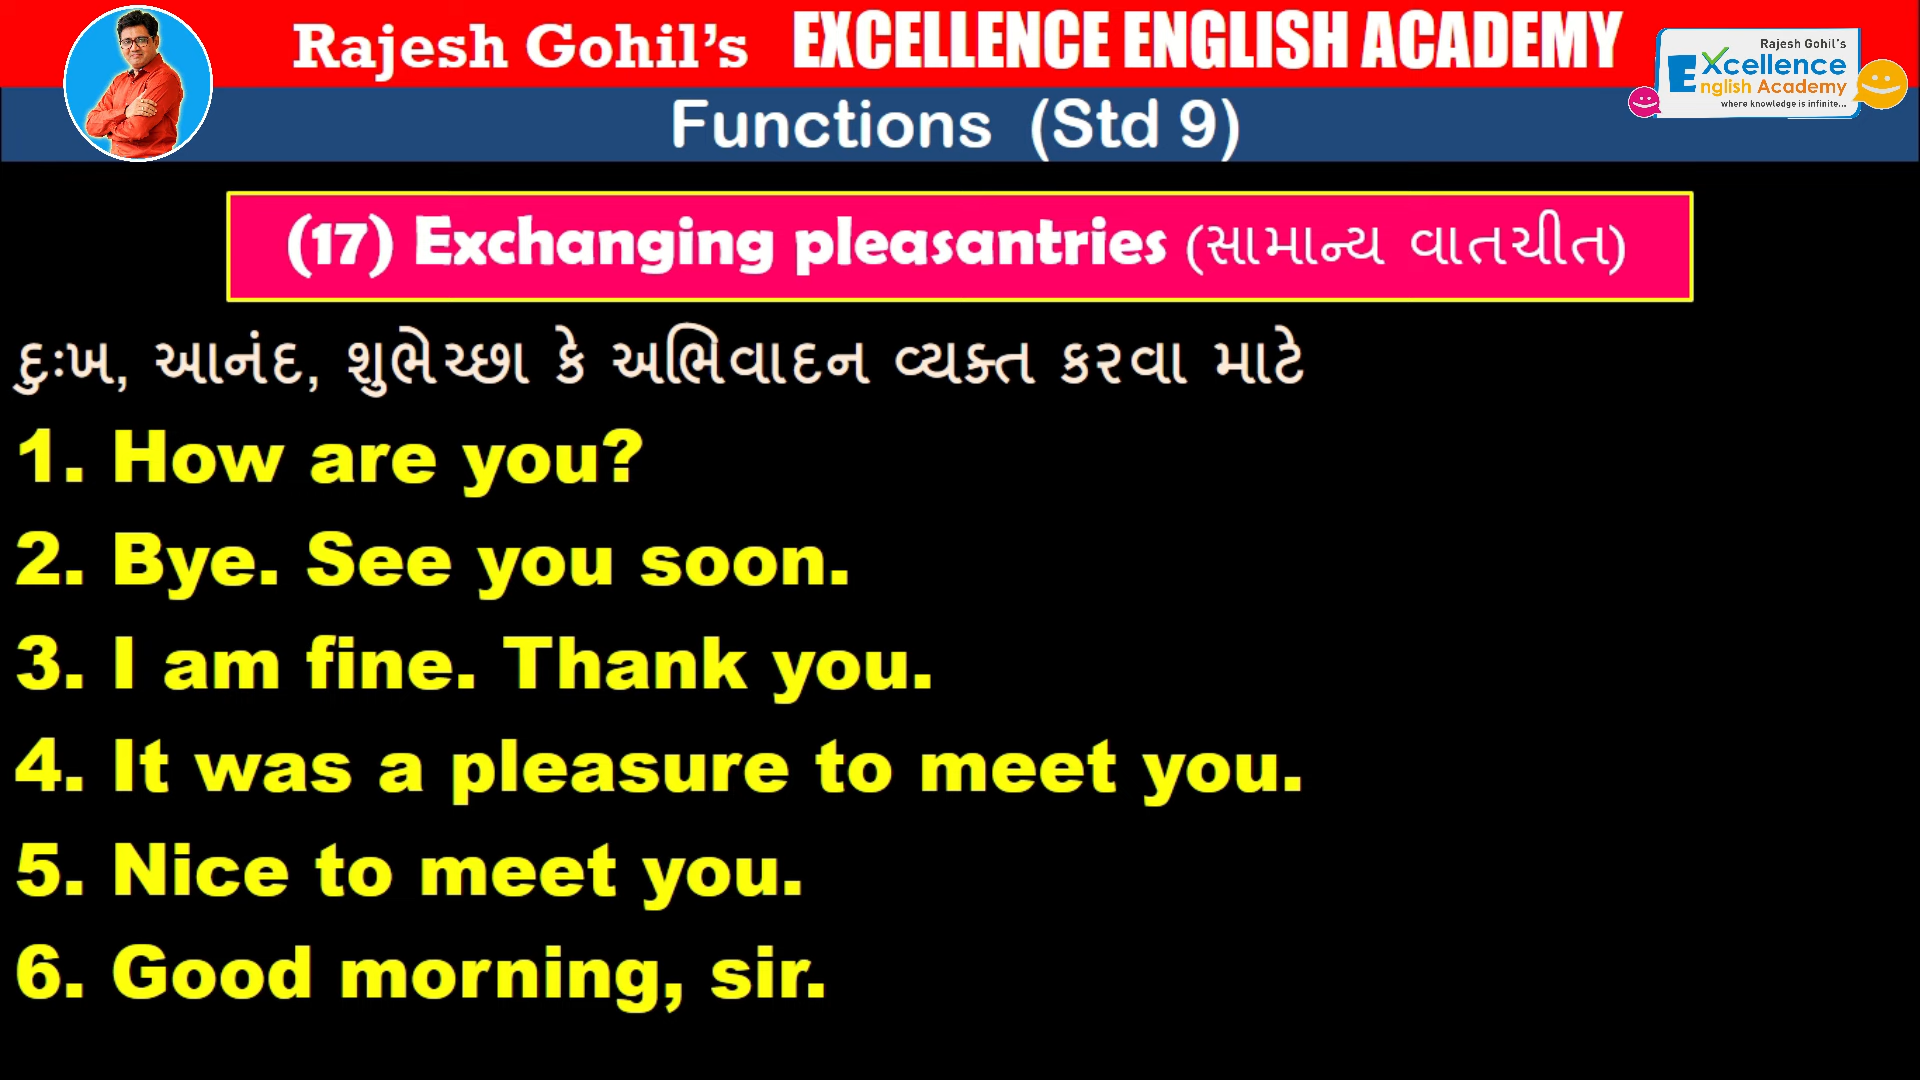 Rajesh Gohil's EXCELLENCE ENGLISH ACADEMY
Rajesh Gohil's
Excellence
English Academy
where knowledge is infinite...
Functions (Std 9)
(17) Exchanging pleasantries (સામાન્ય વાતચીત)
દુઃખ, આનંદ, શુભેચ્છા કે અભિવાદન વ્યક્ત કરવા માટે
1. How are you?
2. Bye. See you soon.
3. I am fine. Thank you.
4. It was a pleasure to meet you.
5. Nice to meet you.
6. Good morning, sir.